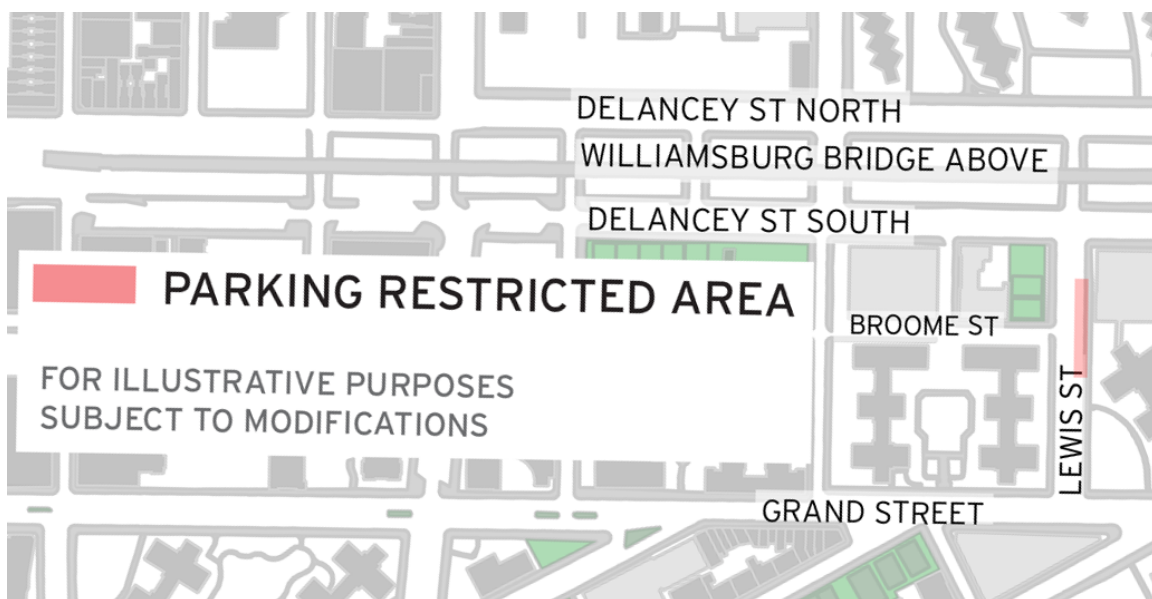 DELANCEY ST NORTH
WILLIAMSBURG BRIDGE ABOVE
DELANCEY ST SOUTH
PARKING RESTRICTED AREA
BROOME ST
FOR ILLUSTRATIVE PURPOSES
SUBJECT TO MODIFICATIONS
LEWIS ST
GRAND STREET